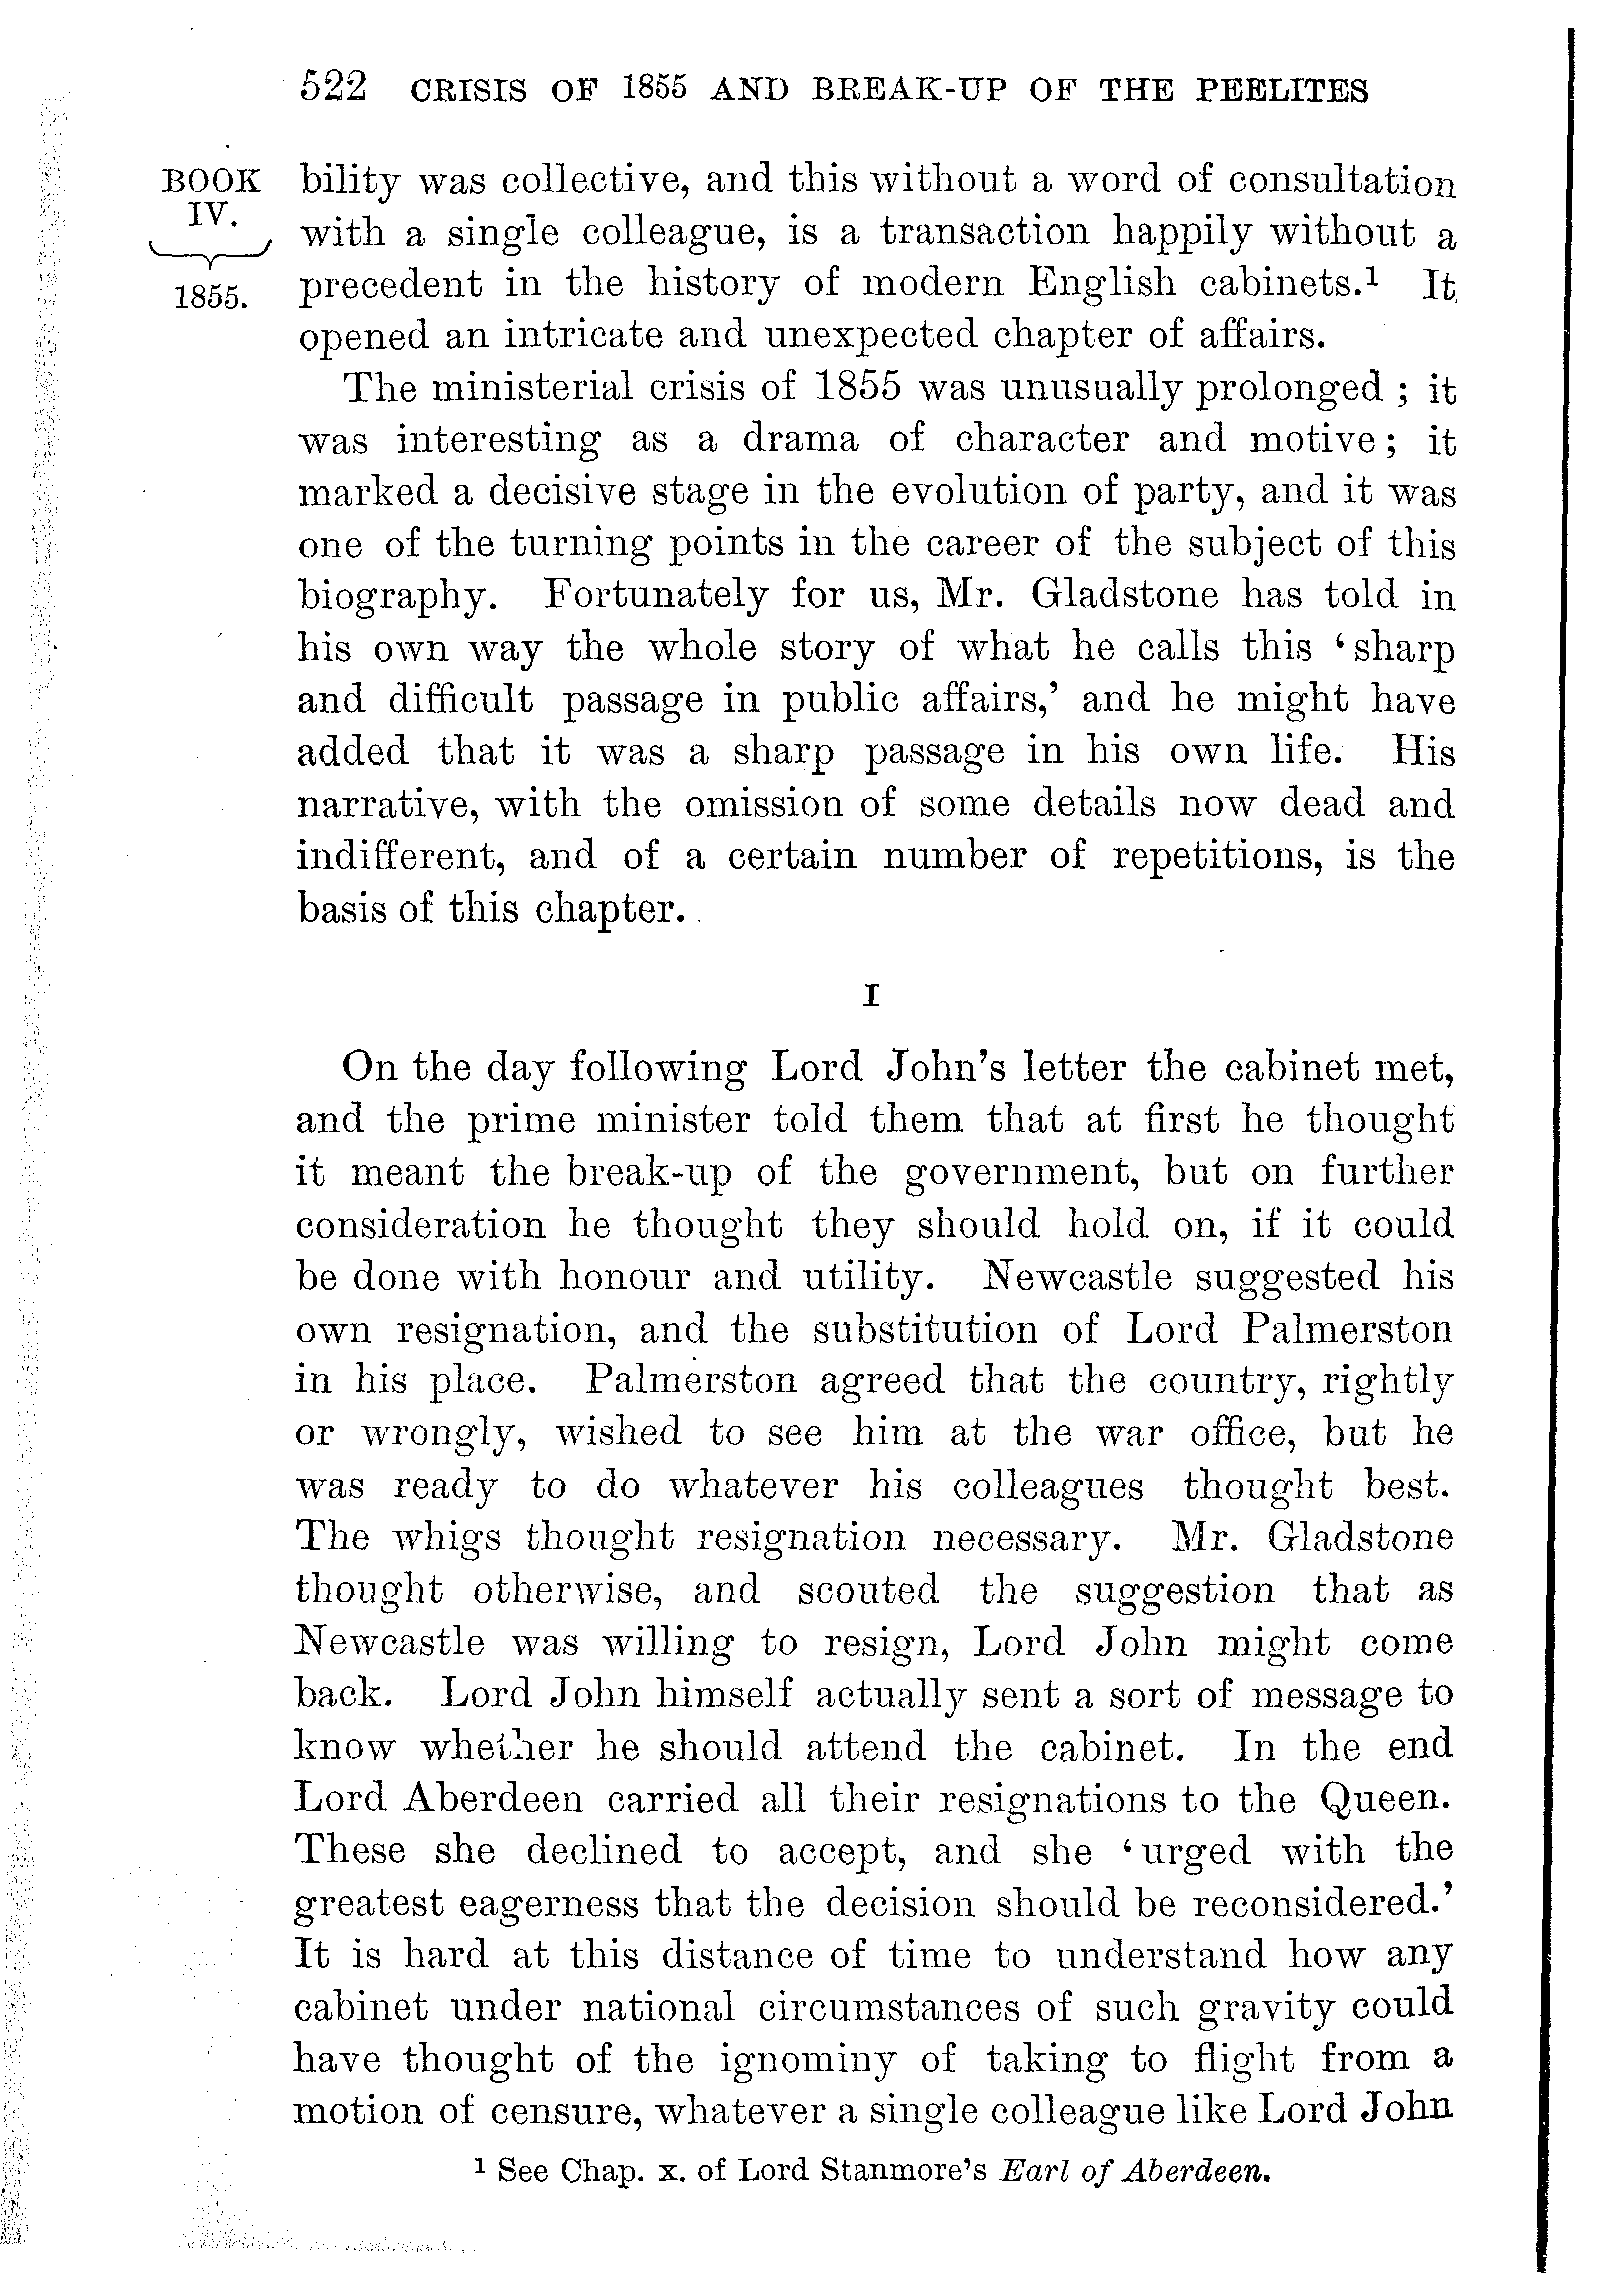 522 CRISIS OF 1855 AND BREAK-UP OF THE PEELITES
BOOK
IV.
1855.
bility was collective, and this without a word of consultation
with a single colleague, is a transaction happily without a
precedent in the history of modern English cabinets.¹ It
opened an intricate and unexpected chapter of affairs.
The ministerial crisis of 1855 was unusually prolonged ; it
was interesting as a drama of character and motive; it
marked a decisive stage in the evolution of party, and it was
one of the turning points in the career of the subject of this
biography. Fortunately for us, Mr. Gladstone has told in
his own way the whole story of what he calls this ‘sharp
and difficult passage in public affairs,’ and he might have
added that it was a sharp passage in his own life. His
narrative, with the omission of some details now dead and
indifferent, and of a certain number of repetitions, is the
basis of this chapter.
I
On the day following Lord John’s letter the cabinet met,
and the prime minister told them that at first he thought
it meant the break-up of the government, but on further
consideration he thought they should hold on, if it could
be done with honour and utility. Newcastle suggested his
own resignation, and the substitution of Lord Palmerston
in his place. Palmerston agreed that the country, rightly
or wrongly, wished to see him at the war office, but he
was ready to do whatever his colleagues thought best.
The whigs thought resignation necessary. Mr. Gladstone
thought otherwise, and scouted the suggestion that as
Newcastle was willing to resign, Lord John might come
back. Lord John himself actually sent a sort of message to
know whether he should attend the cabinet. In the end
Lord Aberdeen carried all their resignations to the Queen.
These she declined to accept, and she ‘urged with the
greatest eagerness that the decision should be reconsidered.’
It is hard at this distance of time to understand how any
cabinet under national circumstances of such gravity could
have thought of the ignominy of taking to flight from a
motion of censure, whatever a single colleague like Lord John
¹ See Chap. x. of Lord Stanmore’s Earl of Aberdeen.